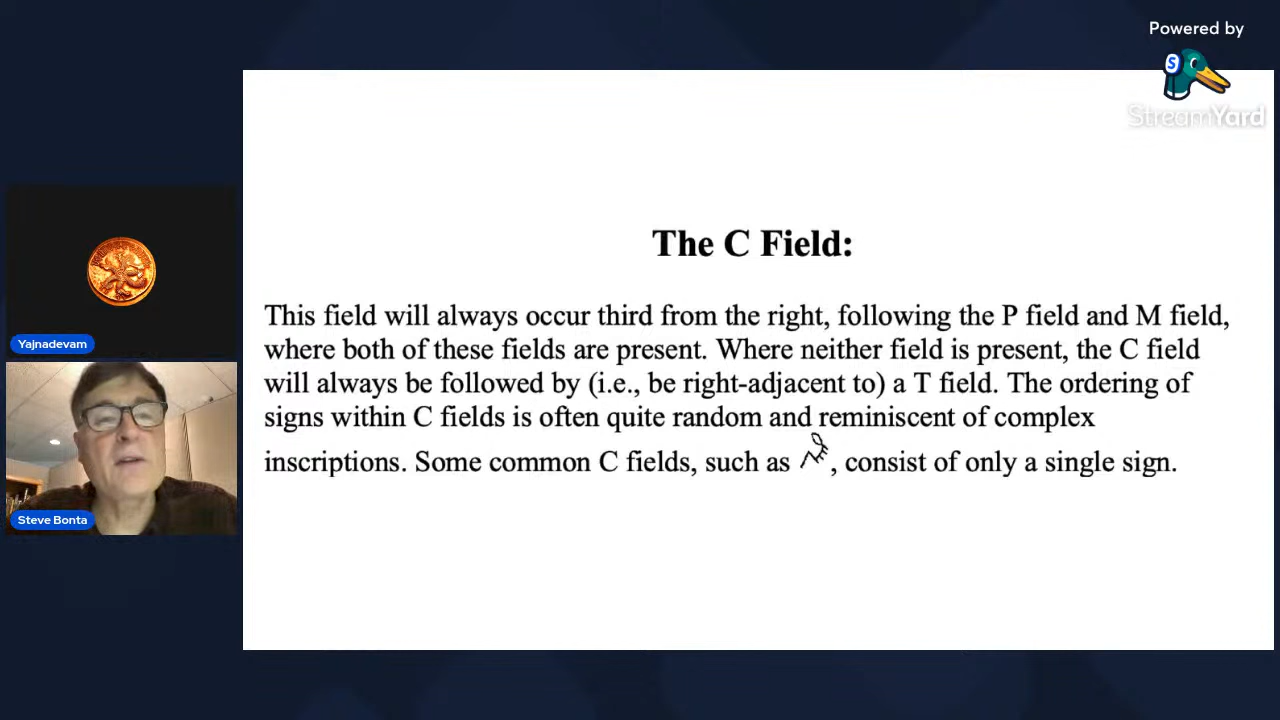 Powered by
StreamYard
The C Field:
This field will always occur third from the right, following the P field and M field,
where both of these fields are present. Where neither field is present, the C field
will always be followed by (i.e., be right-adjacent to) a T field. The ordering of
signs within C fields is often quite random and reminiscent of complex
inscriptions. Some common C fields, such as , consist of only a single sign.
Yajnadevam
Steve Bonta